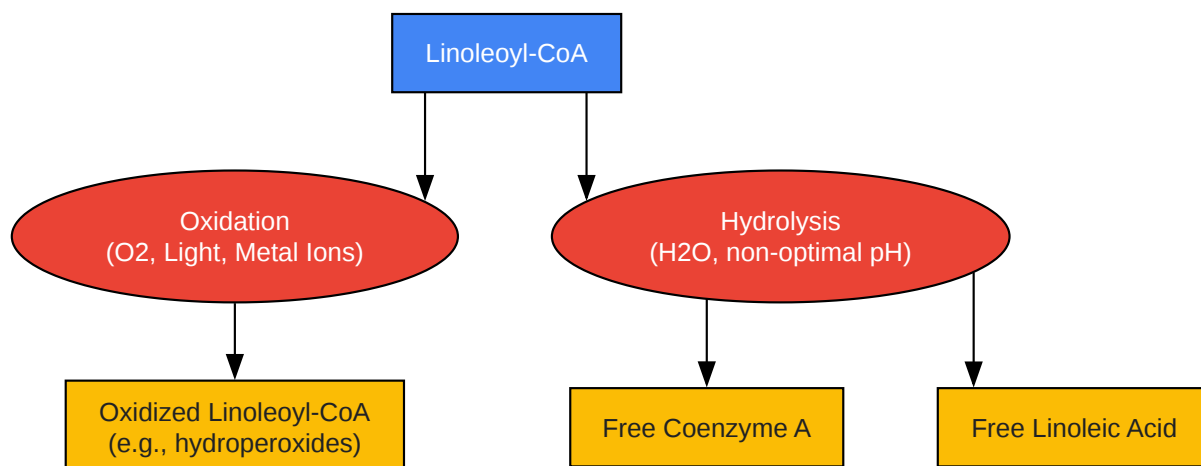 Linoleoyl-CoA
Oxidation
(O2, Light, Metal Ions)
Hydrolysis
(H2O, non-optimal pH)
Oxidized Linoleoyl-CoA
(e.g., hydroperoxides)
Free Coenzyme A
Free Linoleic Acid